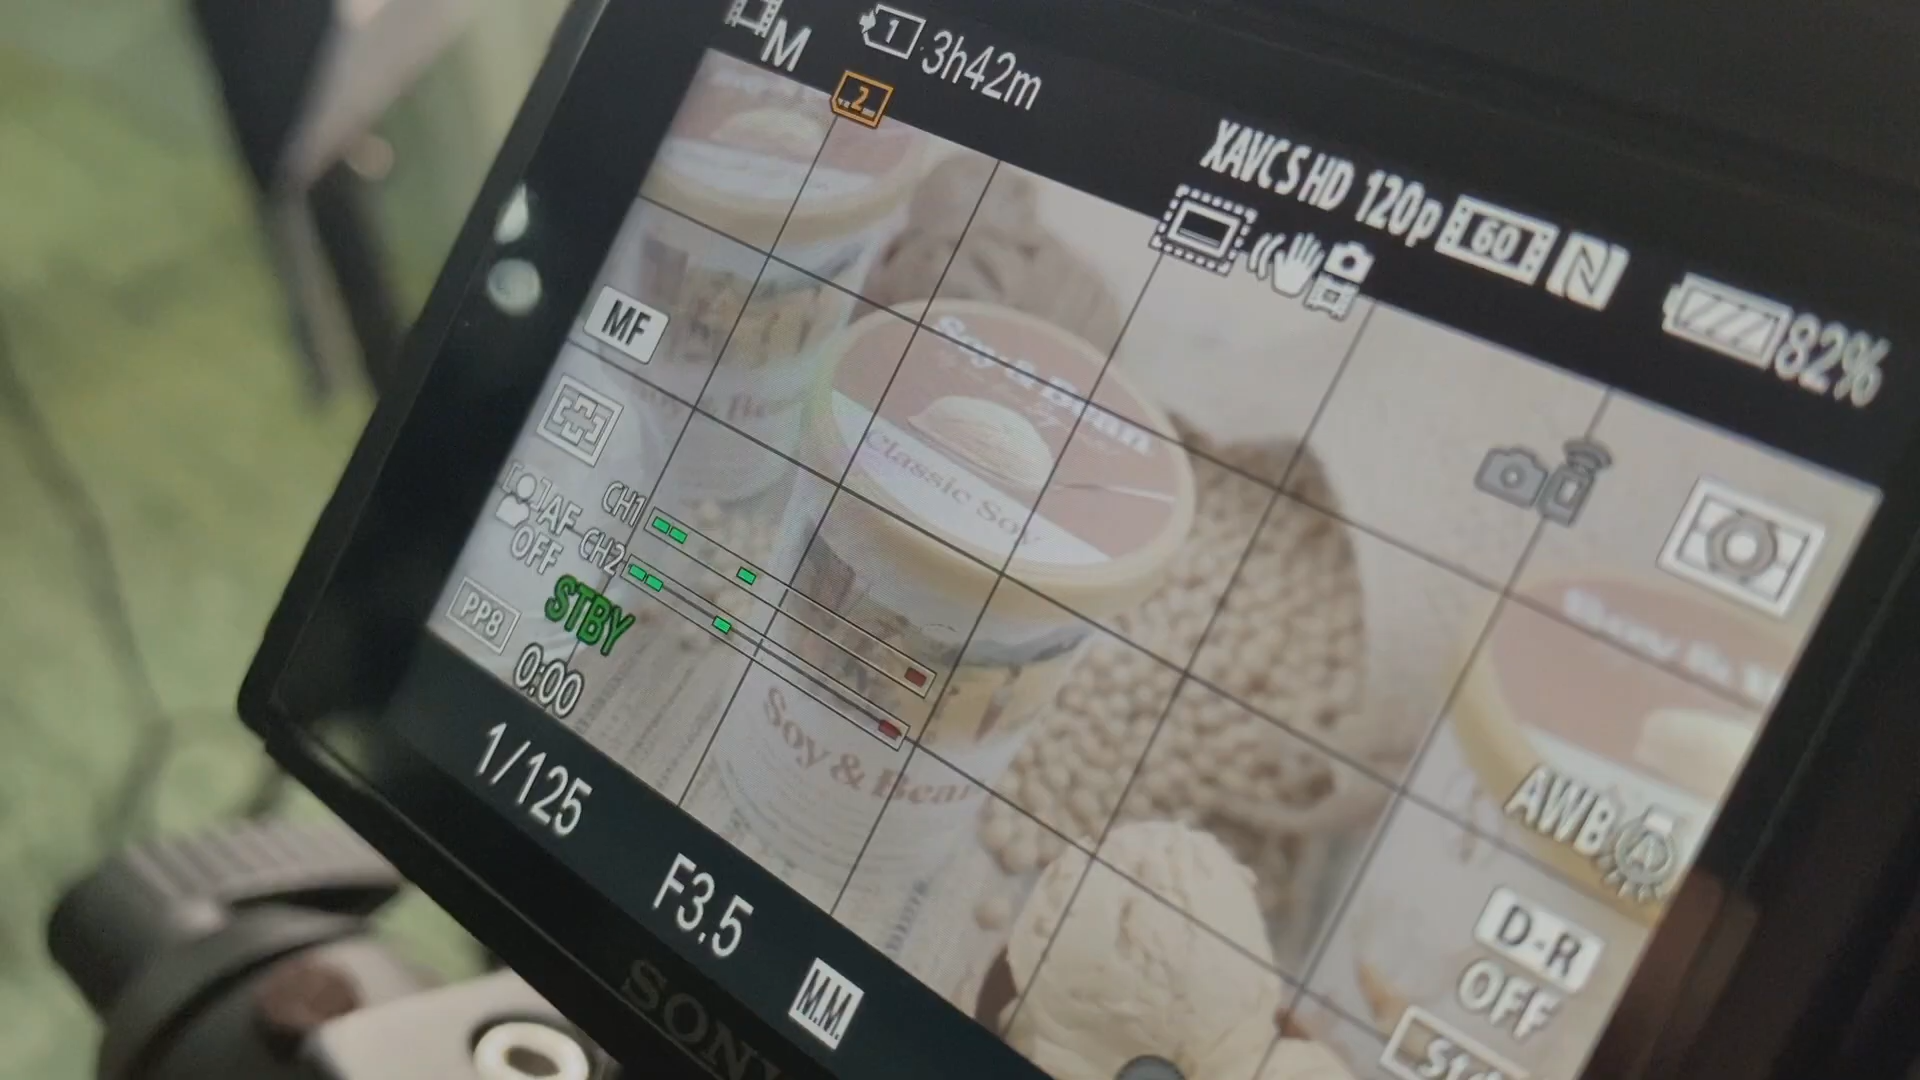 M
1
3h42m
2
XAVC S HD 120p
60
N
82%
MF
[ ]AF
OFF
CH1
CH2
STBY
PP8
0:00
1/125
F3.5
M.M.
AWB
A
D-R
OFF
Std
Soy & Bean
Classic Soy
Soy & Bean
SONY